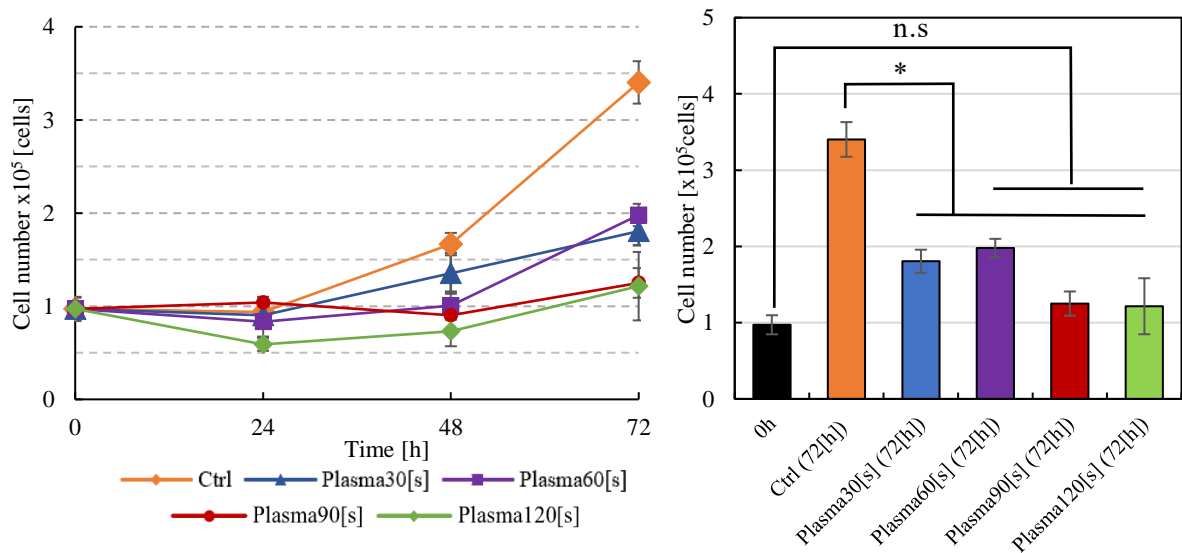 4
3
2
1
0
Cell number x10⁵ [cells]
0
24
48
72
Time [h]
Ctrl
Plasma30[s]
Plasma60[s]
Plasma90[s]
Plasma120[s]
5
4
3
2
1
0
Cell number [x10⁵cells]
n.s
*
0h
Ctrl (72[h])
Plasma30[s] (72[h])
Plasma60[s] (72[h])
Plasma90[s] (72[h])
Plasma120[s] (72[h])